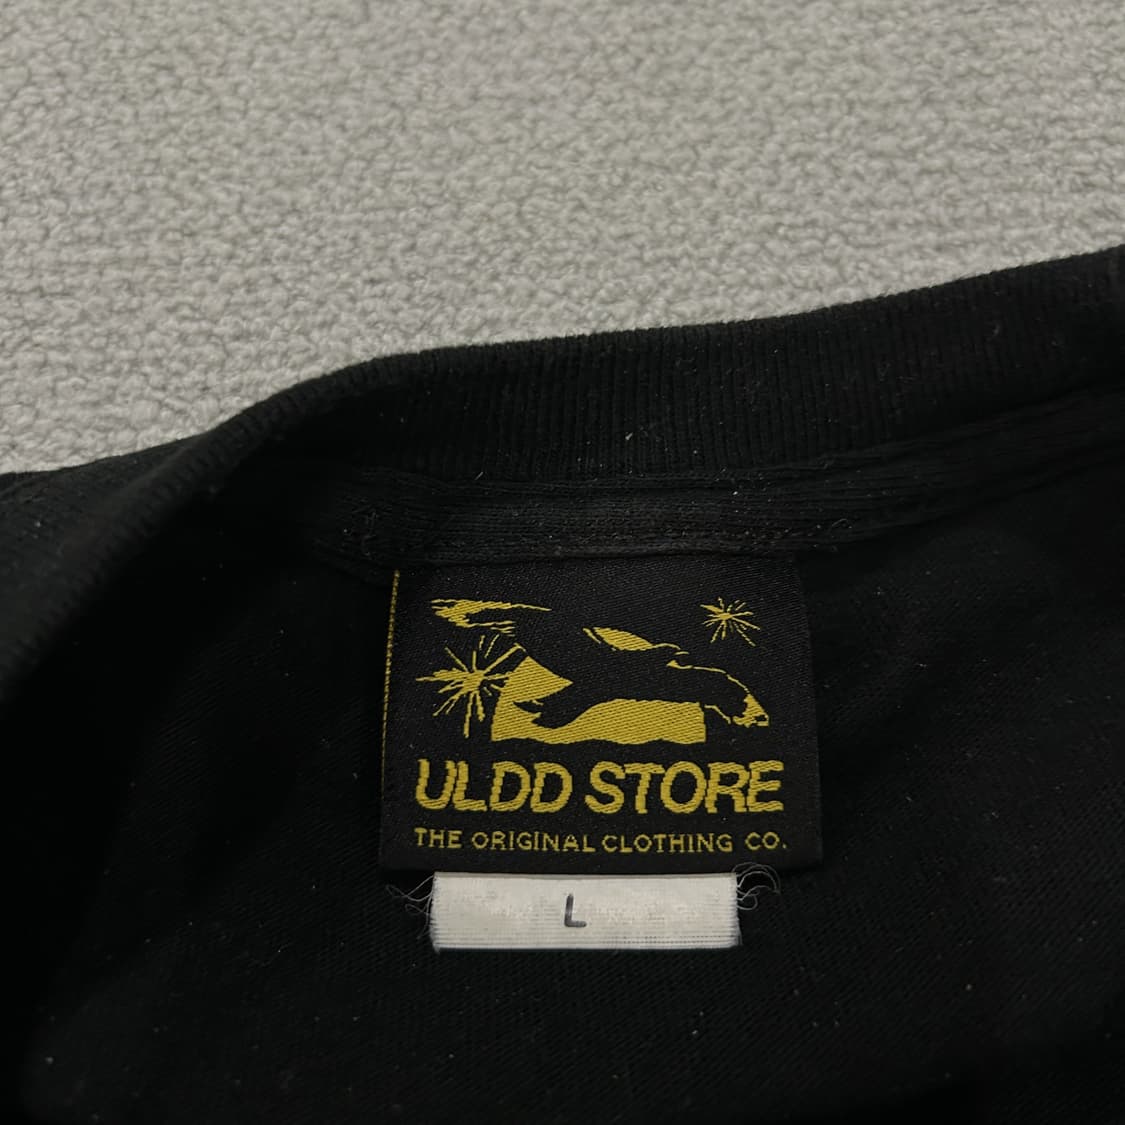 ULDD STORE
THE ORIGINAL CLOTHING CO.
L